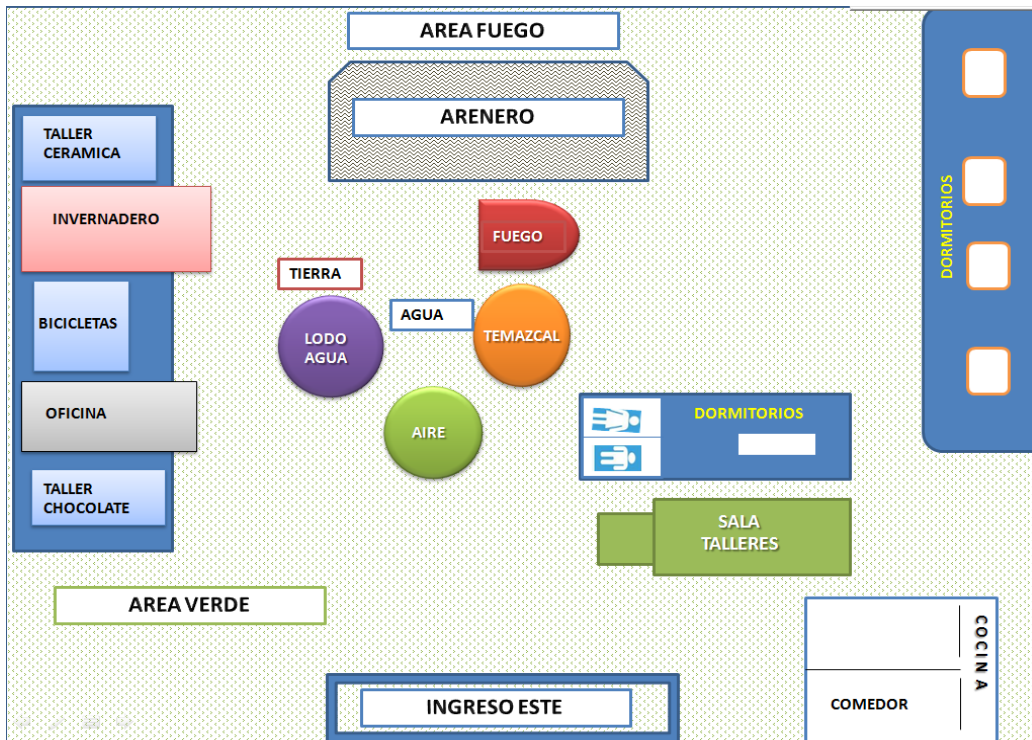 AREA FUEGO
ARENERO
TALLER
CERAMICA
INVERNADERO
BICICLETAS
OFICINA
TALLER
CHOCOLATE
FUEGO
TIERRA
LODO
AGUA
AGUA
TEMAZCAL
AIRE
DORMITORIOS
DORMITORIOS
SALA
TALLERES
AREA VERDE
INGRESO ESTE
COCINA
COMEDOR